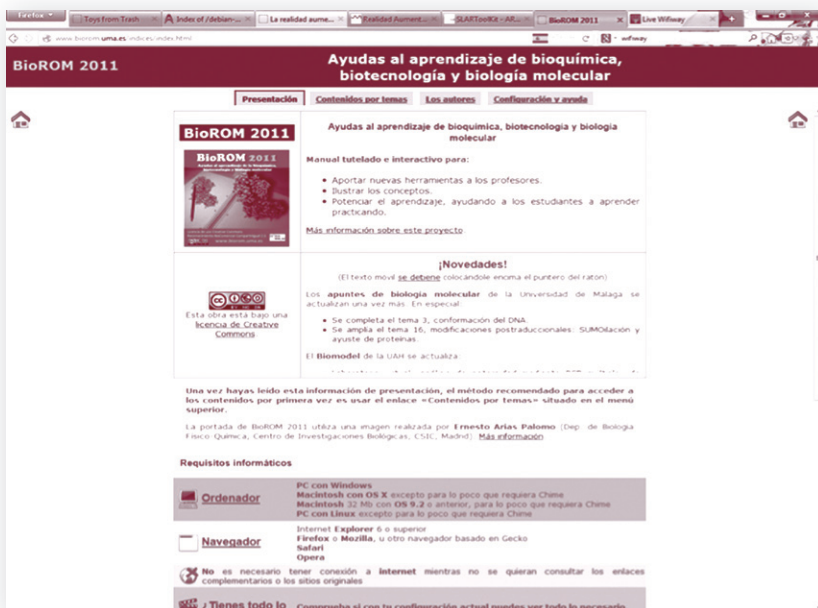 Firefox
Toys from Trash
Index of /debian-...
La realidad aume...
Realidad Aument...
SLARToolKit - AR...
BioROM 2011
Live Wifiway
www.biorom.uma.es/indices/index.html
wifiway
BioROM 2011
Ayudas al aprendizaje de bioquímica,
biotecnología y biología molecular
Presentación
Contenidos por temas
Los autores
Configuración y ayuda
BioROM 2011
BioROM 2011
Ayudas al aprendizaje de bioquímica, biotecnología y biología
molecular
Manual tutelado e interactivo para:
• Aportar nuevas herramientas a los profesores.
• Ilustrar los conceptos.
• Potenciar el aprendizaje, ayudando a los estudiantes a aprender
practicando.
Más información sobre este proyecto
Esta obra está bajo una
licencia de Creative
Commons
¡Novedades!
(El texto móvil se detiene colocándole encima el puntero del ratón)
Los apuntes de biología molecular de la Universidad de Málaga se
actualizan una vez más. En especial:
• Se completa el tema 3, conformación del DNA.
• Se amplía el tema 16, modificaciones postraduccionales: SUMOilación y
ayuste de proteínas.
El Biomodel de la UAH se actualiza:
Una vez hayas leído esta información de presentación, el método recomendado para acceder a
los contenidos por primera vez es usar el enlace «Contenidos por temas» situado en el menú
superior.
La portada de BioROM 2011 utiliza una imagen realizada por Ernesto Arias Palomo (Dep. de Biología
Físico-Química, Centro de Investigaciones Biológicas, CSIC, Madrid). Más información
Requisitos informáticos
Ordenador
PC con Windows
Macintosh con OS X excepto para lo poco que requiera Chime
Macintosh 32 Mb con OS 9.2 o anterior, para lo poco que requiera Chime
PC con Linux excepto para lo poco que requiera Chime
Navegador
Internet Explorer 6 o superior
Firefox o Mozilla, u otro navegador basado en Gecko
Safari
Opera
No es necesario tener conexión a internet mientras no se quieran consultar los enlaces
complementarios o los sitios originales
¿Tienes todo lo
Comprueba si con tu configuración actual puedes ver todo lo necesario